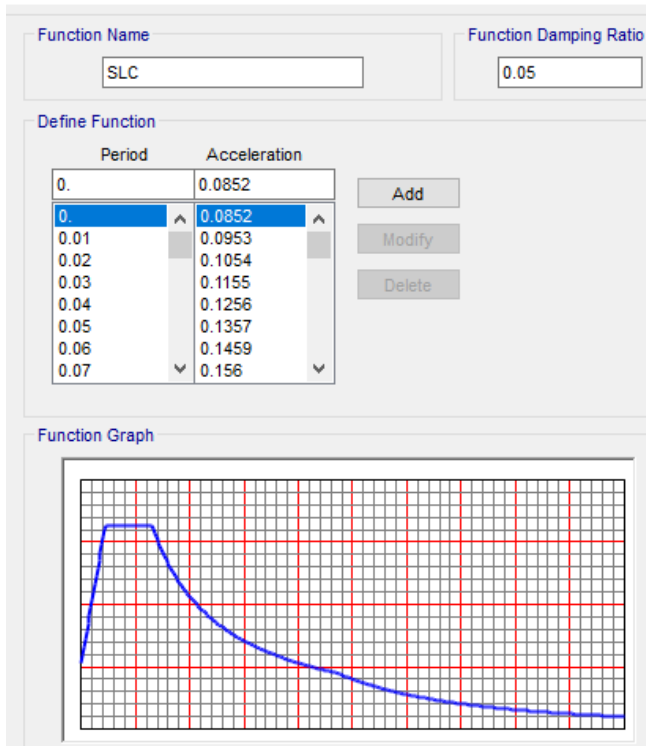 Function Name
Function Damping Ratio
SLC
0.05
Define Function
Period Acceleration
0. 0.0852
Add
0. 0.0852
0.01 0.0953
Modify
0.02 0.1054
0.03 0.1155
Delete
0.04 0.1256
0.05 0.1357
0.06 0.1459
0.07 0.156
Function Graph